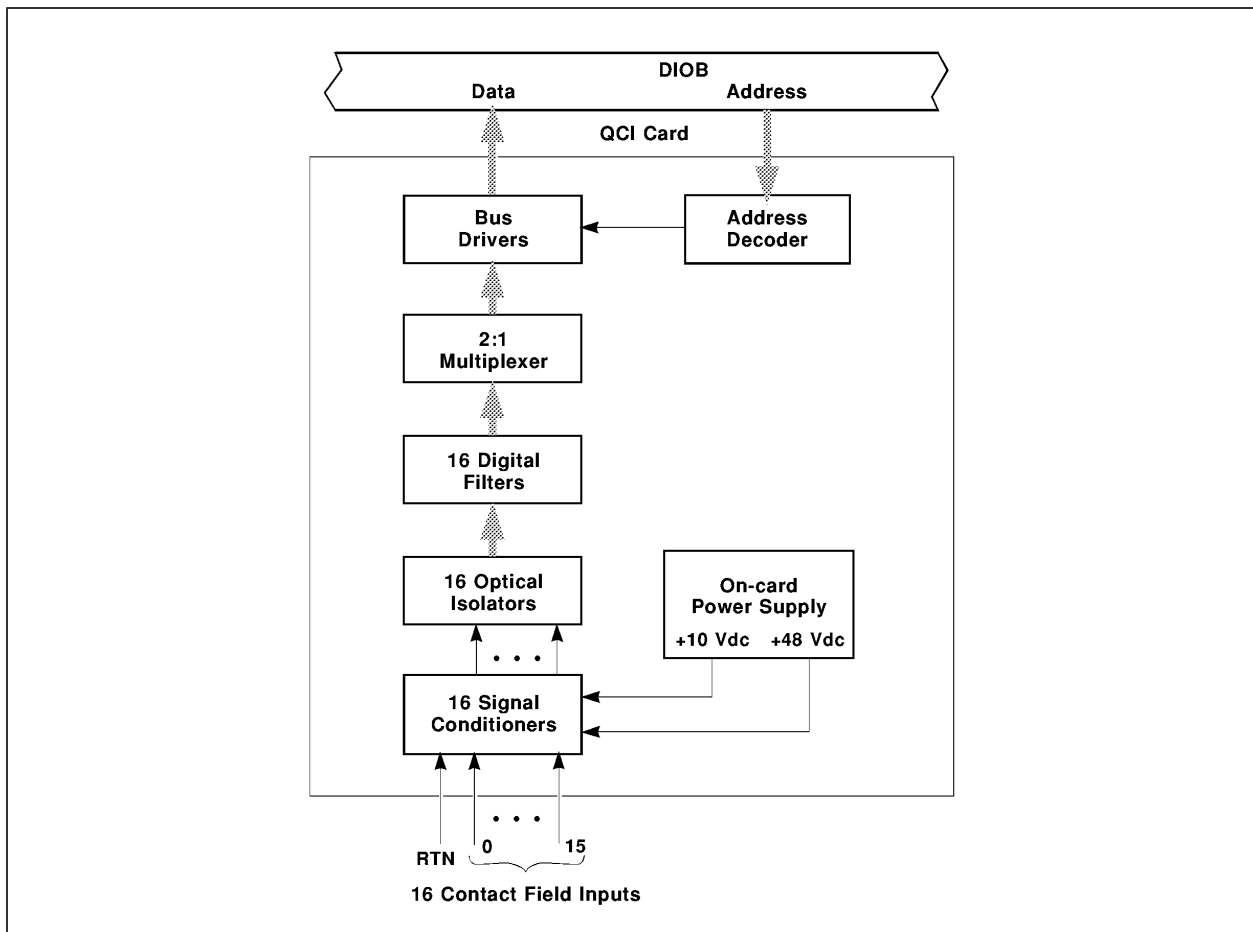 DIOB
Data Address
QCI Card
Bus
Drivers
Address
Decoder
2:1
Multiplexer
16 Digital
Filters
16 Optical
Isolators
On-card
Power Supply
+10 Vdc +48 Vdc
• • •
16 Signal
Conditioners
• • •
RTN 0 15
16 Contact Field Inputs